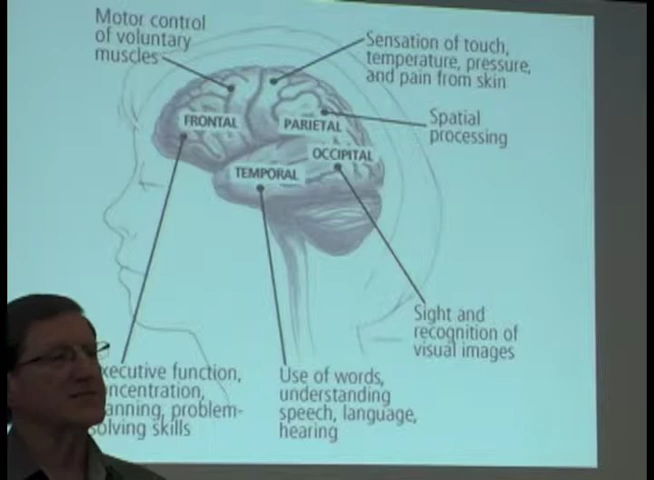 Motor control
of voluntary
muscles
Sensation of touch,
temperature, pressure,
and pain from skin
FRONTAL
PARIETAL
Spatial
processing
OCCIPITAL
TEMPORAL
Sight and
recognition of
visual images
xecutive function,
ncentration,
anning, problem-
olving skills
Use of words,
understanding
speech, language,
hearing